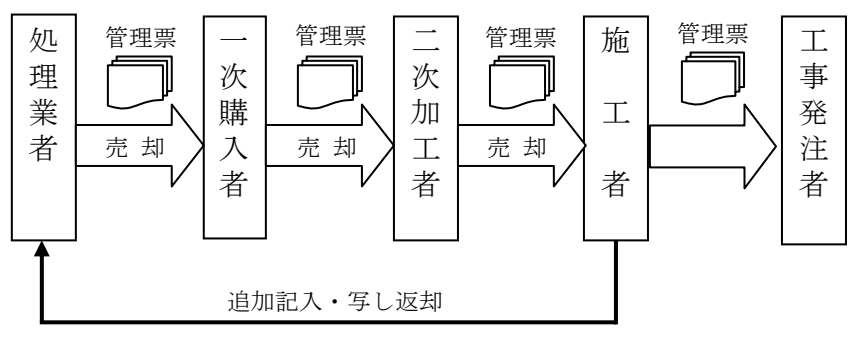 処理業者
管理票
売却
一次購入者
管理票
売却
二次加工者
管理票
売却
施工者
管理票
工事発注者
追加記入・写し返却